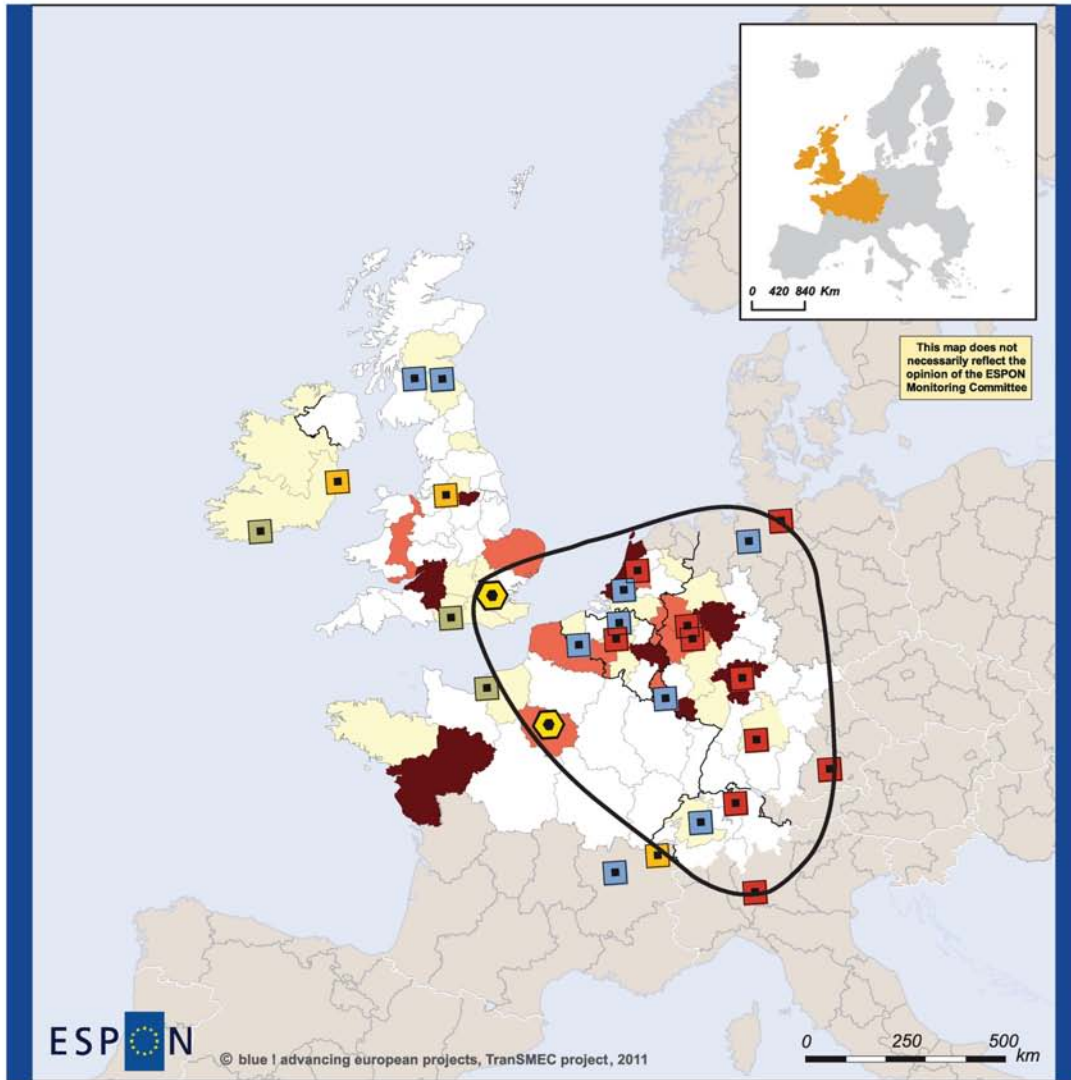 0 420 840 Km
This map does not
necessarily reflect the
opinion of the ESPON
Monitoring Committee
ESPON
© blue ! advancing european projects, TranSMEC project, 2011
0 250 500
km